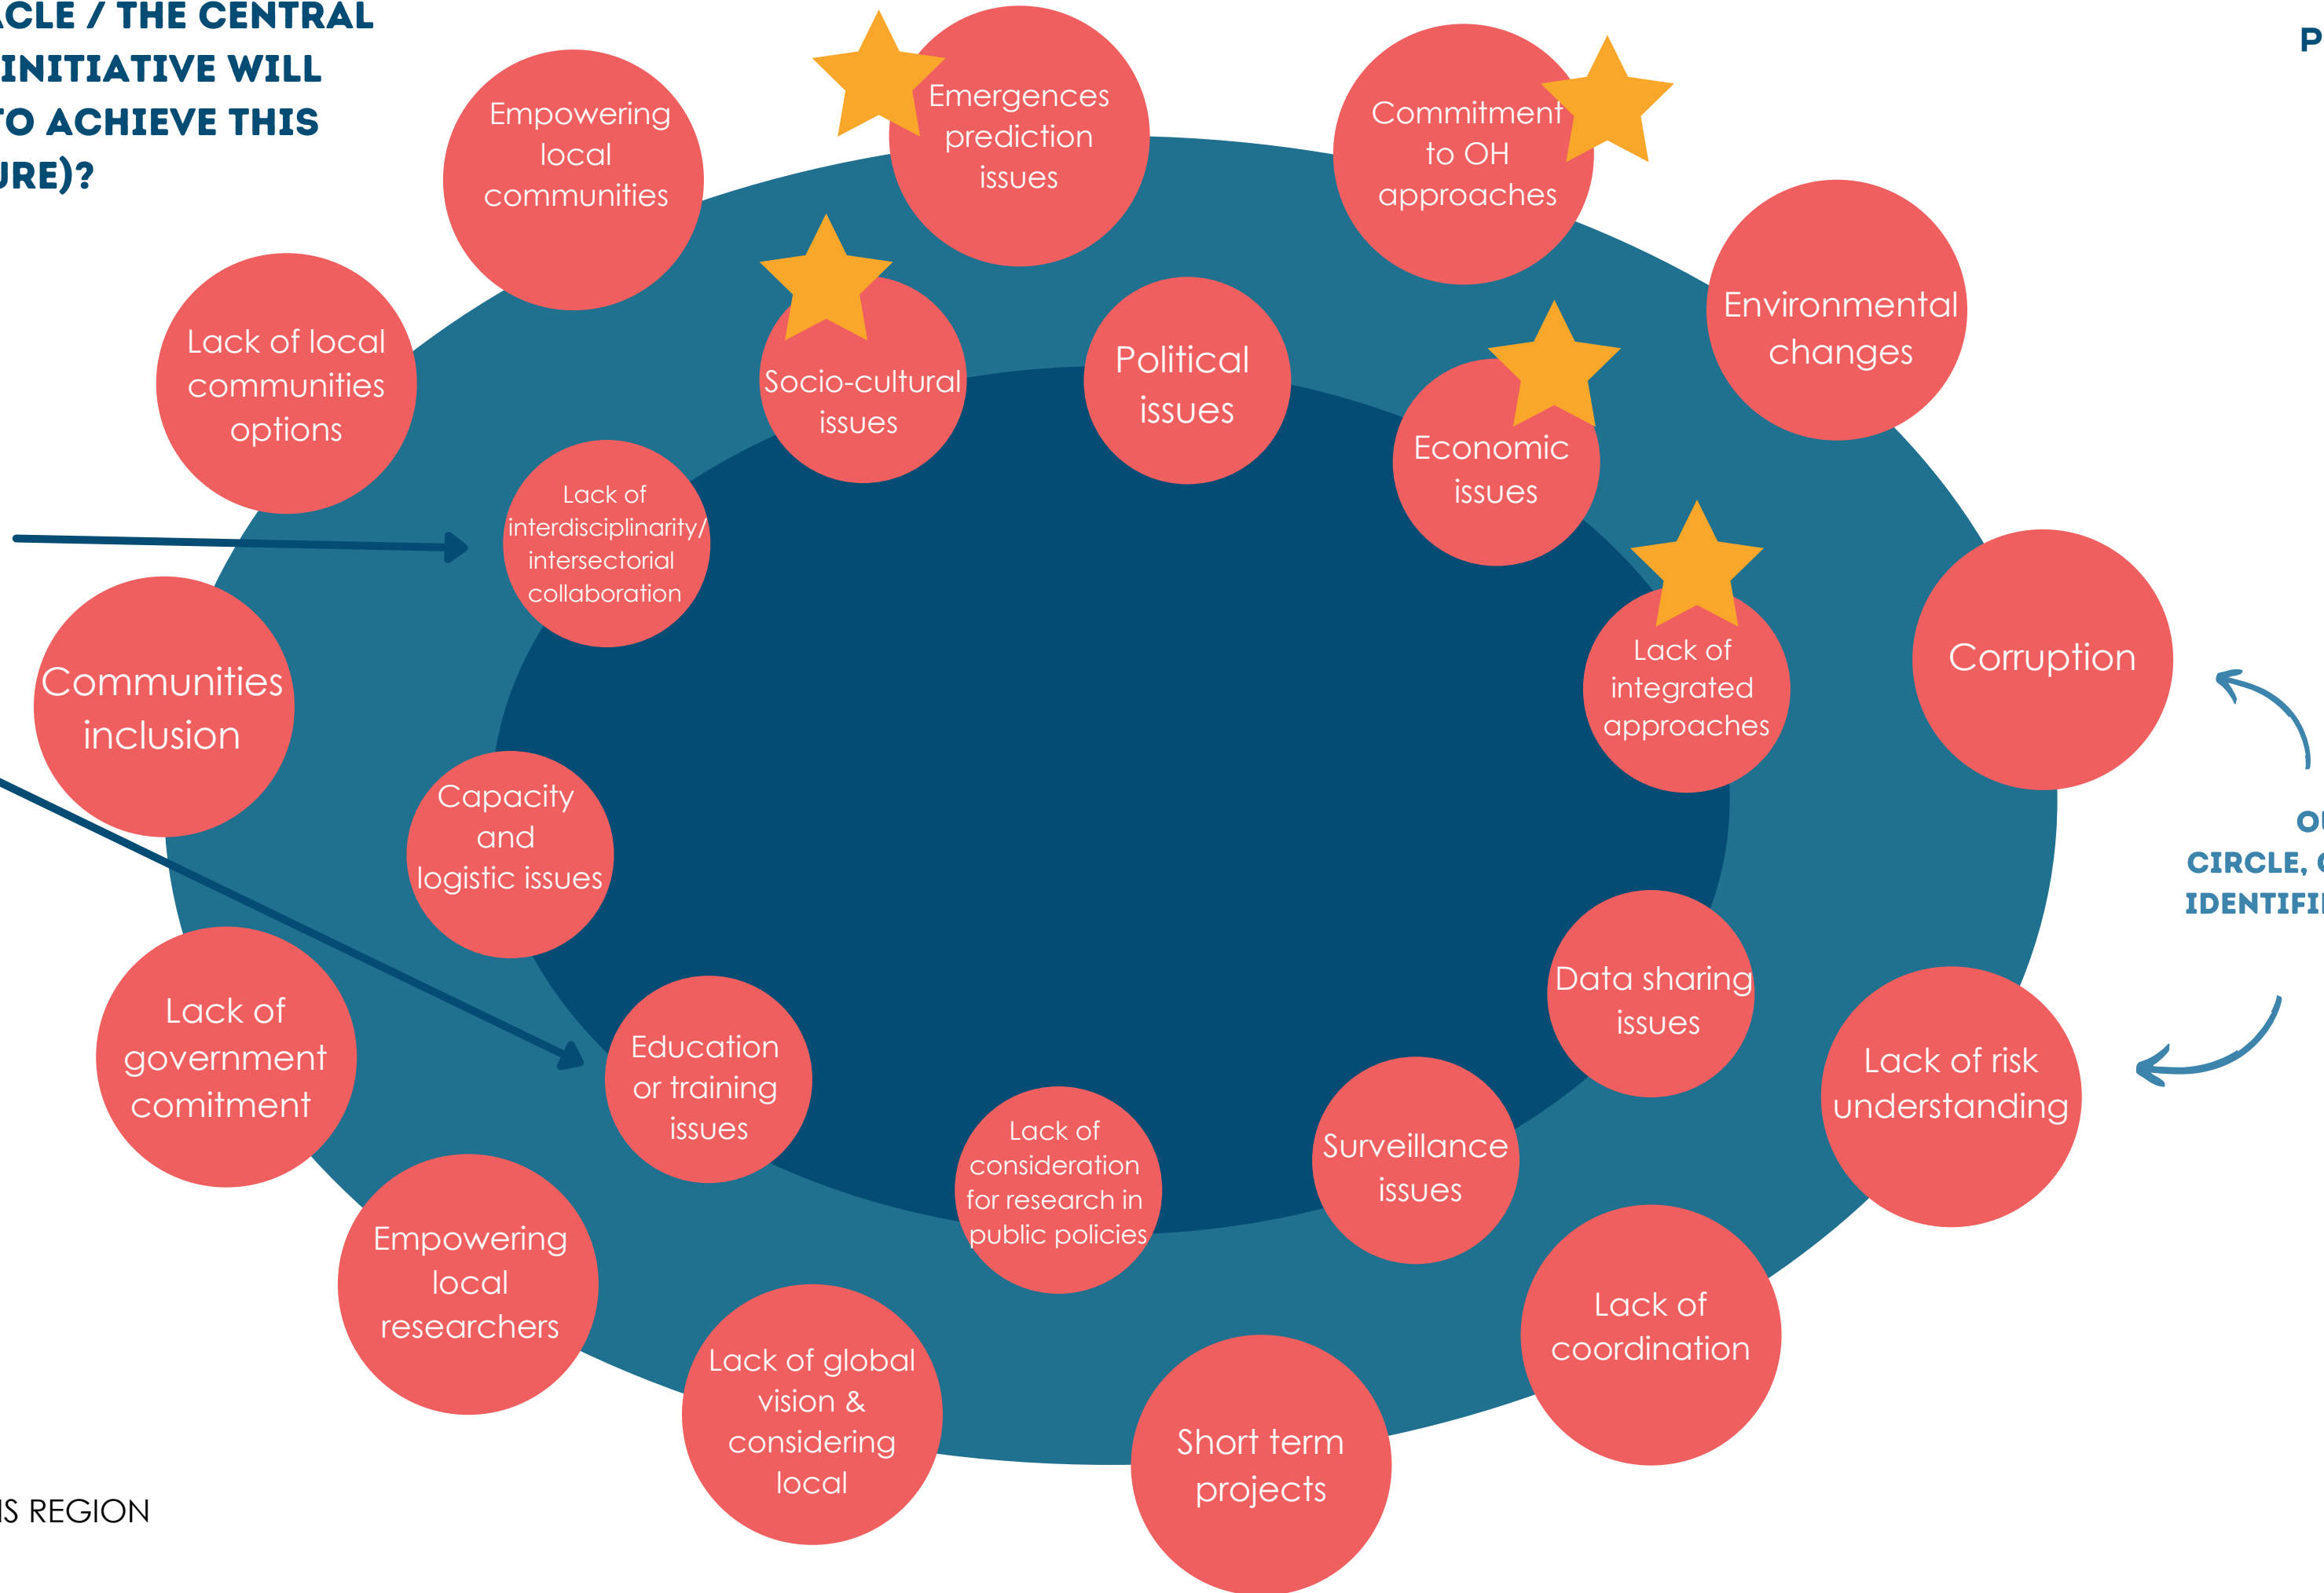 CLE / THE CENTRAL
INITIATIVE WILL
TO ACHIEVE THIS
URE)?
P
Empowering
local
communities
Emergences
prediction
issues
Commitment
to OH
approaches
Environmental
changes
Lack of local
communities
options
Socio-cultural
issues
Political
issues
Economic
issues
Lack of
interdisciplinarity/
intersectorial
collaboration
Lack of
integrated
approaches
Corruption
Communities
inclusion
Capacity
and
logistic issues
CIRCLE,
IDENTIFI
Lack of
government
comitment
Education
or training
issues
Data sharing
issues
Lack of risk
understanding
Lack of
consideration
for research in
public policies
Surveillance
issues
Empowering
local
researchers
Lack of global
vision &
considering
local
Short term
projects
Lack of
coordination
IS REGION